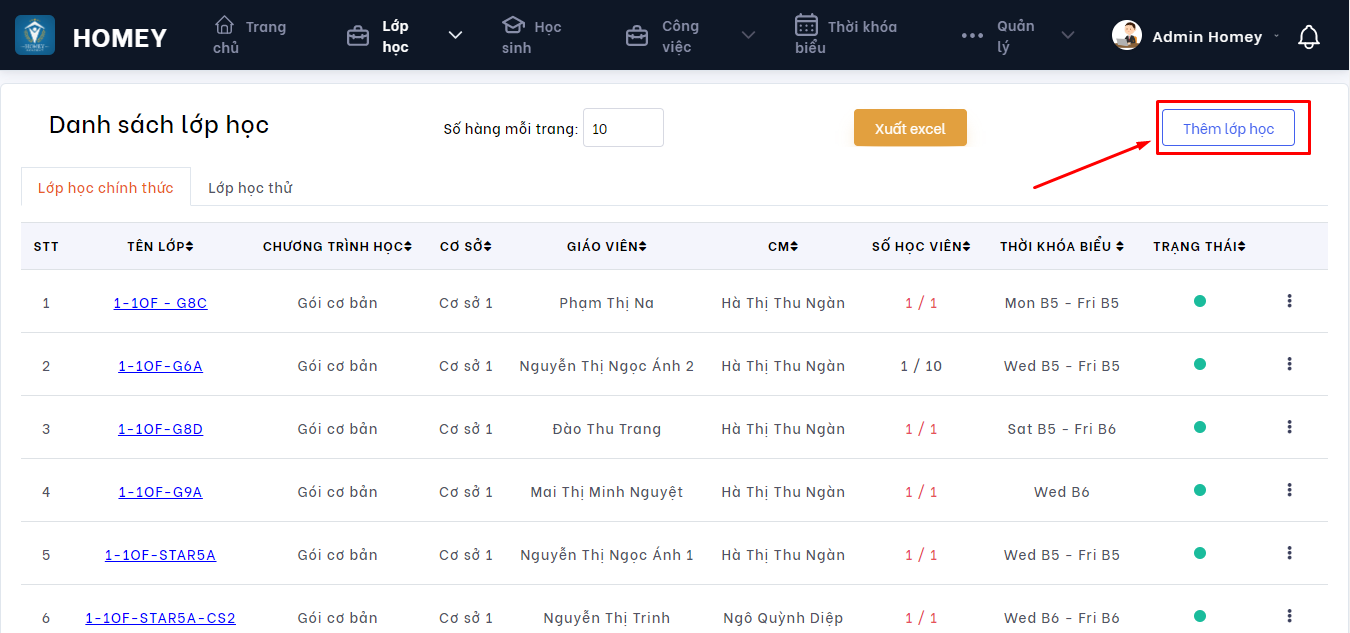 HOMEY
Trang chủ
Lớp học
Học sinh
Công việc
Thời khóa biểu
Quản lý
Admin Homey
Danh sách lớp học
Số hàng mỗi trang: 10
Xuất excel
Thêm lớp học
Lớp học chính thức Lớp học thử
STT TÊN LỚP CHƯƠNG TRÌNH HỌC CƠ SỞ GIÁO VIÊN CM SỐ HỌC VIÊN THỜI KHÓA BIỂU TRẠNG THÁI
1 1-1OF - G8C Gói cơ bản Cơ sở 1 Phạm Thị Na Hà Thị Thu Ngàn 1 / 1 Mon B5 - Fri B5
2 1-1OF-G6A Gói cơ bản Cơ sở 1 Nguyễn Thị Ngọc Ánh 2 Hà Thị Thu Ngàn 1 / 10 Wed B5 - Fri B5
3 1-1OF-G8D Gói cơ bản Cơ sở 1 Đào Thu Trang Hà Thị Thu Ngàn 1 / 1 Sat B5 - Fri B6
4 1-1OF-G9A Gói cơ bản Cơ sở 1 Mai Thị Minh Nguyệt Hà Thị Thu Ngàn 1 / 1 Wed B6
5 1-1OF-STAR5A Gói cơ bản Cơ sở 1 Nguyễn Thị Ngọc Ánh 1 Hà Thị Thu Ngàn 1 / 1 Wed B5 - Fri B5
6 1-1OF-STAR5A-CS2 Gói cơ bản Cơ sở 1 Nguyễn Thị Trinh Ngô Quỳnh Diệp 1 / 1 Wed B6 - Fri B6